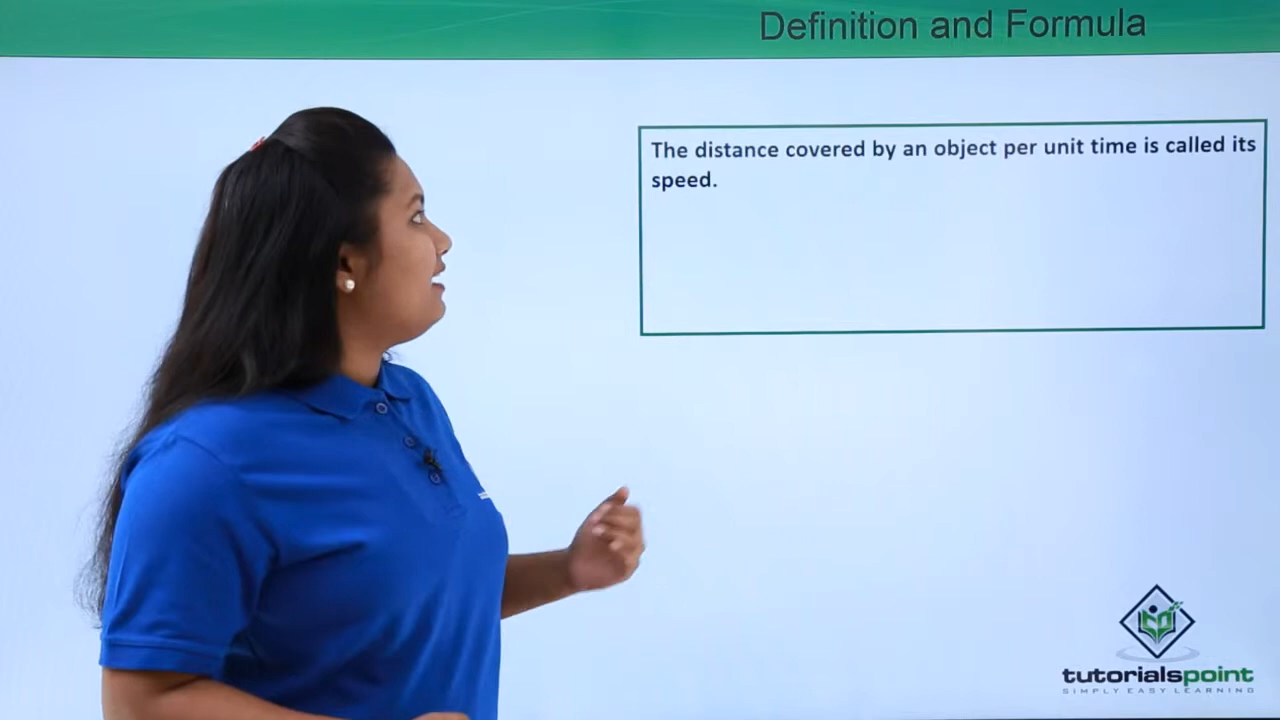 Definition and Formula
The distance covered by an object per unit time is called its
speed.
tutorialspoint
SIMPLY EASY LEARNING